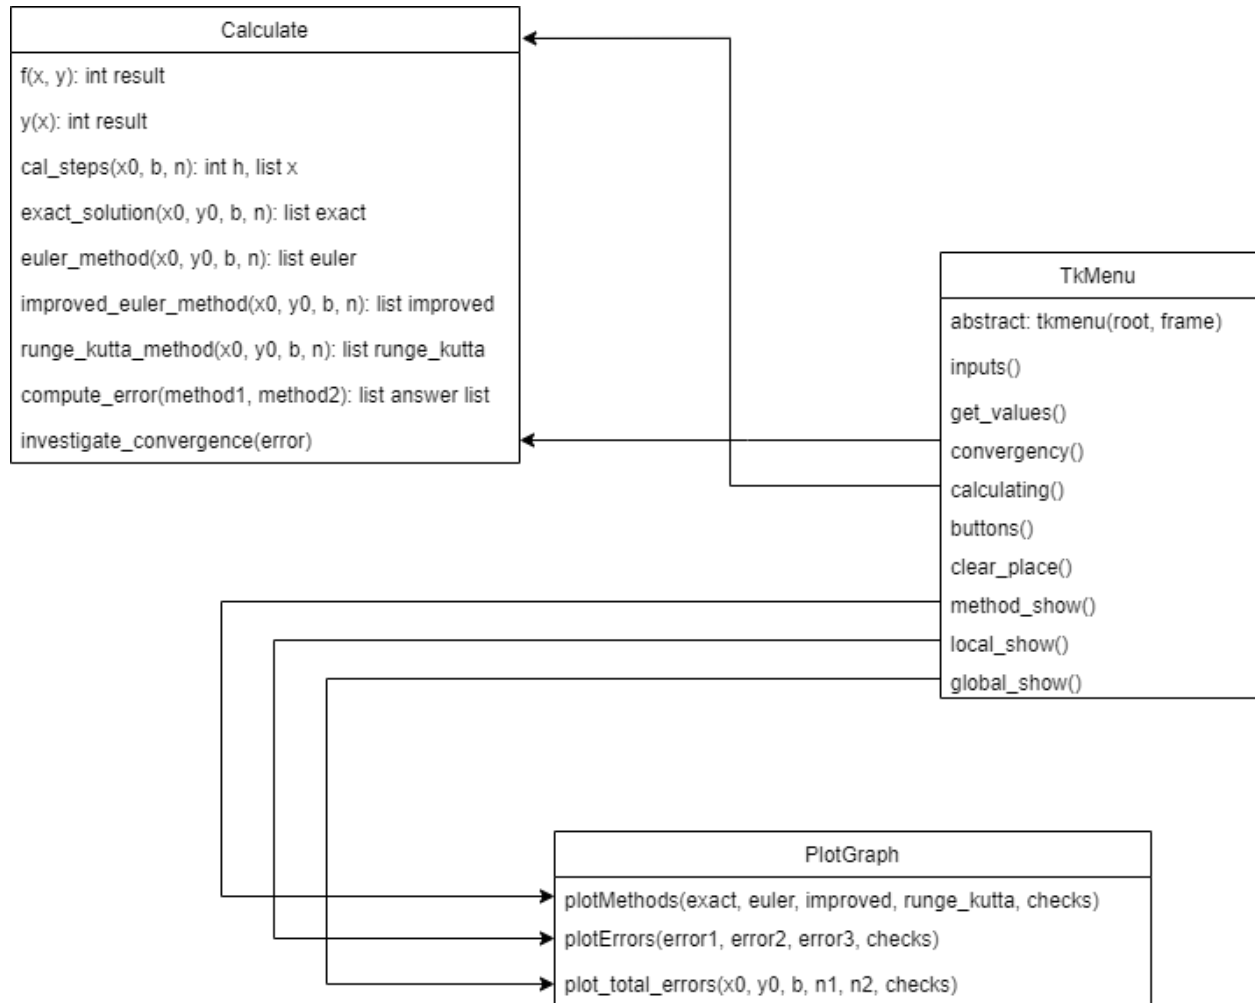 Calculate
f(x, y): int result
y(x): int result
cal_steps(x0, b, n): int h, list x
exact_solution(x0, y0, b, n): list exact
euler_method(x0, y0, b, n): list euler
improved_euler_method(x0, y0, b, n): list improved
runge_kutta_method(x0, y0, b, n): list runge_kutta
compute_error(method1, method2): list answer list
investigate_convergence(error)
TkMenu
abstract: tkmenu(root, frame)
inputs()
get_values()
convergency()
calculating()
buttons()
clear_place()
method_show()
local_show()
global_show()
PlotGraph
plotMethods(exact, euler, improved, runge_kutta, checks)
plotErrors(error1, error2, error3, checks)
plot_total_errors(x0, y0, b, n1, n2, checks)